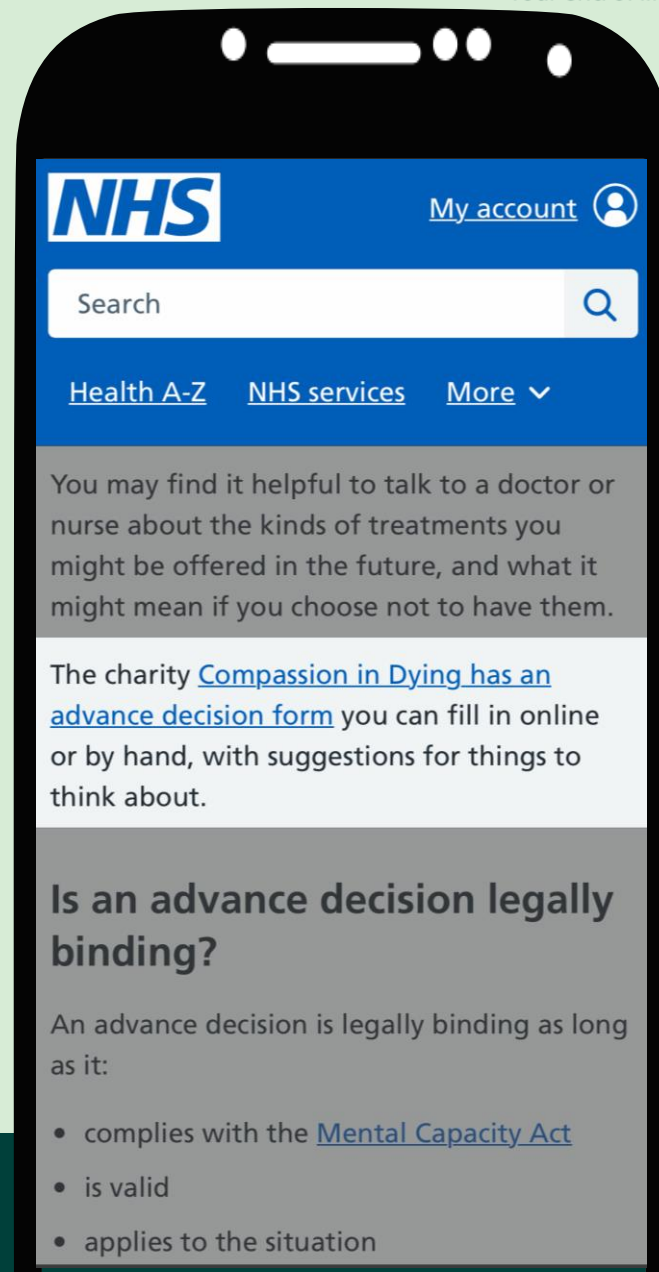 NHS
My account
Search
Health A-Z NHS services More
You may find it helpful to talk to a doctor or
nurse about the kinds of treatments you
might be offered in the future, and what it
might mean if you choose not to have them.
The charity Compassion in Dying has an
advance decision form you can fill in online
or by hand, with suggestions for things to
think about.
Is an advance decision legally
binding?
An advance decision is legally binding as long
as it:
• complies with the Mental Capacity Act
• is valid
• applies to the situation